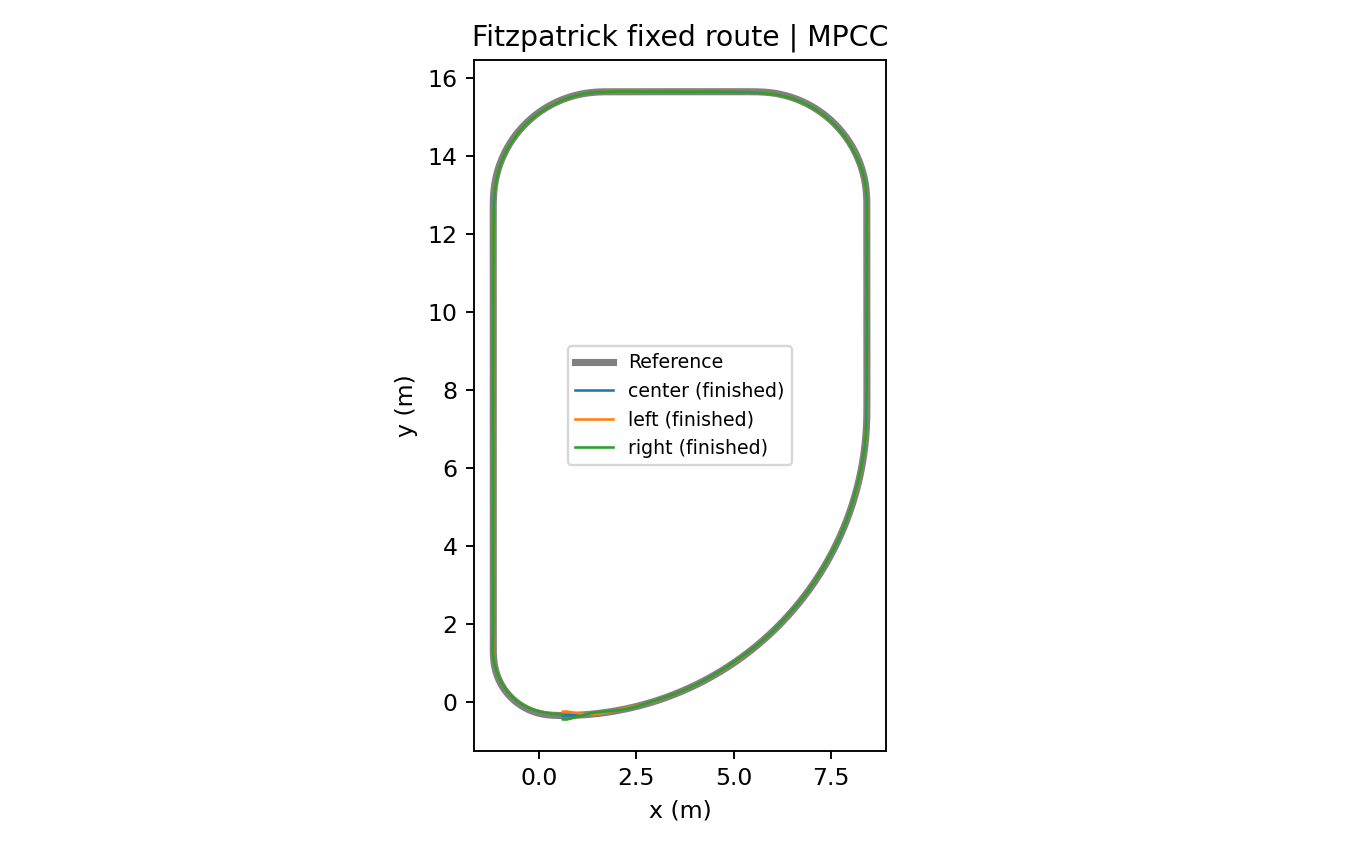 Fitzpatrick fixed route | MPCC
16
14
12
10
8
6
4
2
0
y (m)
Reference
center (finished)
left (finished)
right (finished)
0.0 2.5 5.0 7.5
x (m)